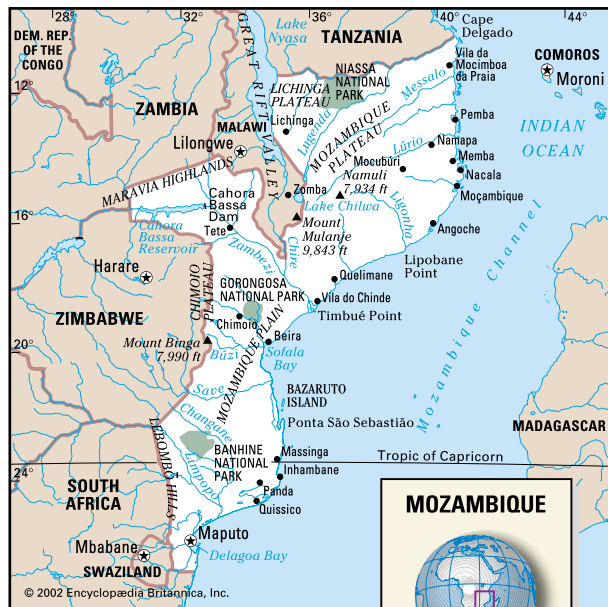 28°
32°
36°
40°
44°
12°
16°
20°
24°
Cape
Delgado
Lake
Nyasa
TANZANIA
DEM. REP.
OF THE
CONGO
Vila da
Mocimboa
da Praia
COMOROS
Moroni
NIASSA
NATIONAL
PARK
Messalo
LICHINGA
PLATEAU
GREAT RIFT VALLEY
ZAMBIA
Lichinga
Lugenda
MOZAMBIQUE
PLATEAU
Pemba
INDIAN
OCEAN
MALAWI
Lilongwe
Lúrio
Namapa
Memba
Mocubúri
Nacala
Namuli
7,934 ft
Moçambique
MARAVIA HIGHLANDS
Cahora
Bassa
Dam
Zomba
Lake Chilwa
Ligonha
Tete
Mount
Mulanje
9,843 ft
Angoche
Cahora
Bassa
Reservoir
Zambezi
Chire
Lipobane
Point
Harare
CHIMOIO
PLATEAU
GORONGOSA
NATIONAL PARK
Quelimane
Vila do Chinde
Timbué Point
ZIMBABWE
Chimoio
MOZAMBIQUE PLAIN
Mount Binga
7,990 ft
Beira
Búzi
Sofala
Bay
Mozambique Channel
Save
BAZARUTO
ISLAND
Changane
Ponta São Sebastião
MADAGASCAR
LEBOMBO HILLS
BANHINE
NATIONAL
PARK
Massinga
Tropic of Capricorn
Inhambane
Limpopo
SOUTH
AFRICA
Panda
Quissico
MOZAMBIQUE
Maputo
Mbabane
Delagoa Bay
SWAZILAND
© 2002 Encyclopædia Britannica, Inc.